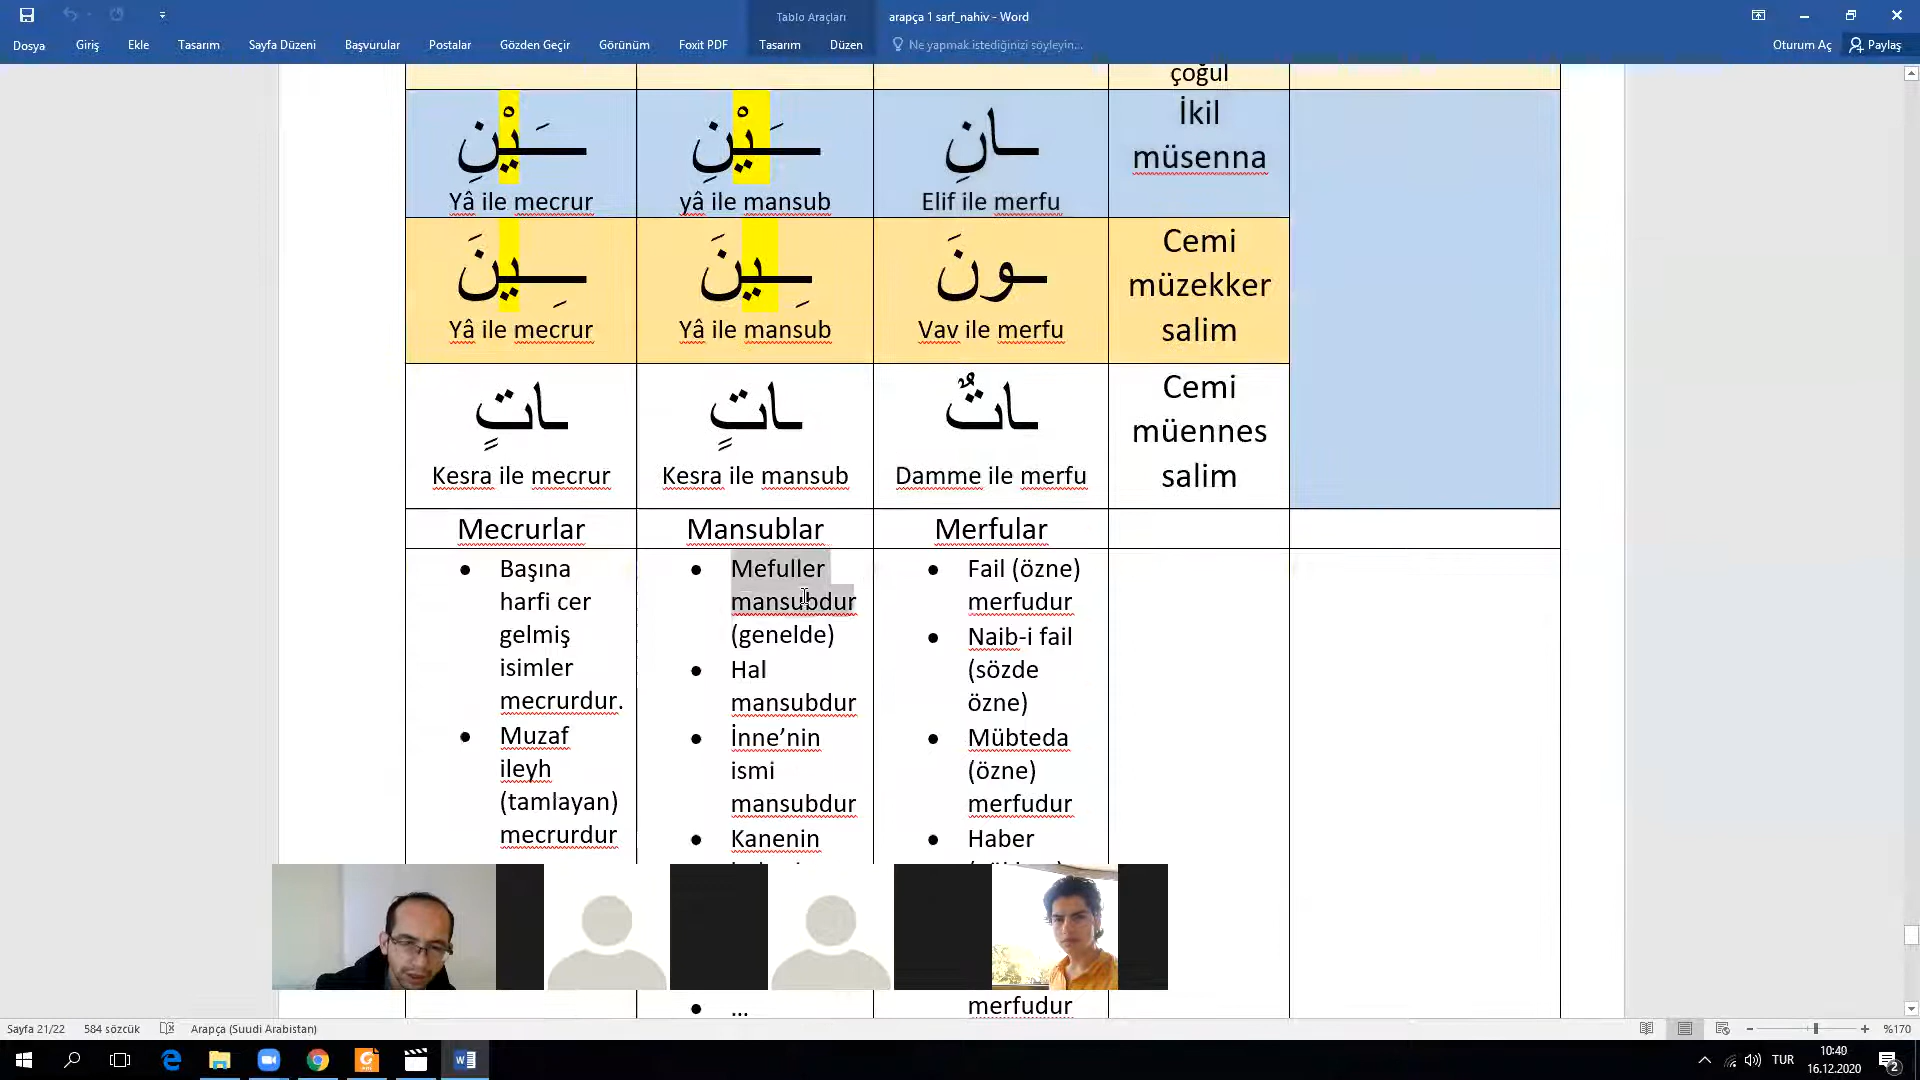 Tablo Araçları
arapça 1 sarf_nahiv - Word
Dosya Giriş Ekle Tasarım Sayfa Düzeni Başvurular Postalar Gözden Geçir Görünüm Foxit PDF Tasarım Düzen Ne yapmak istediğinizi söyleyin... Oturum Aç Paylaş
çoğul
ـَـيْنِ
Yâ ile mecrur
ـَـيْنِ
yâ ile mansub
ـانِ
Elif ile merfu
İkil
müsenna
ـِـينَ
Yâ ile mecrur
ـِـينَ
Yâ ile mansub
ـونَ
Vav ile merfu
Cemi
müzekker
salim
ـاتٍ
Kesra ile mecrur
ـاتٍ
Kesra ile mansub
ـاتٌ
Damme ile merfu
Cemi
müennes
salim
Mecrurlar
Mansublar
Merfular
• Başına
harfi cer
gelmiş
isimler
mecrurdur.
• Muzaf
ileyh
(tamlayan)
mecrurdur
• Mefuller
mansubdur
(genelde)
• Hal
mansubdur
• İnne’nin
ismi
mansubdur
• Kanenin
• ...
• Fail (özne)
merfudur
• Naib-i fail
(sözde
özne)
• Mübteda
(özne)
merfudur
• Haber
merfudur
Sayfa 21/22 584 sözcük Arapça (Suudi Arabistan) %170
TUR
10:40
16.12.2020
2